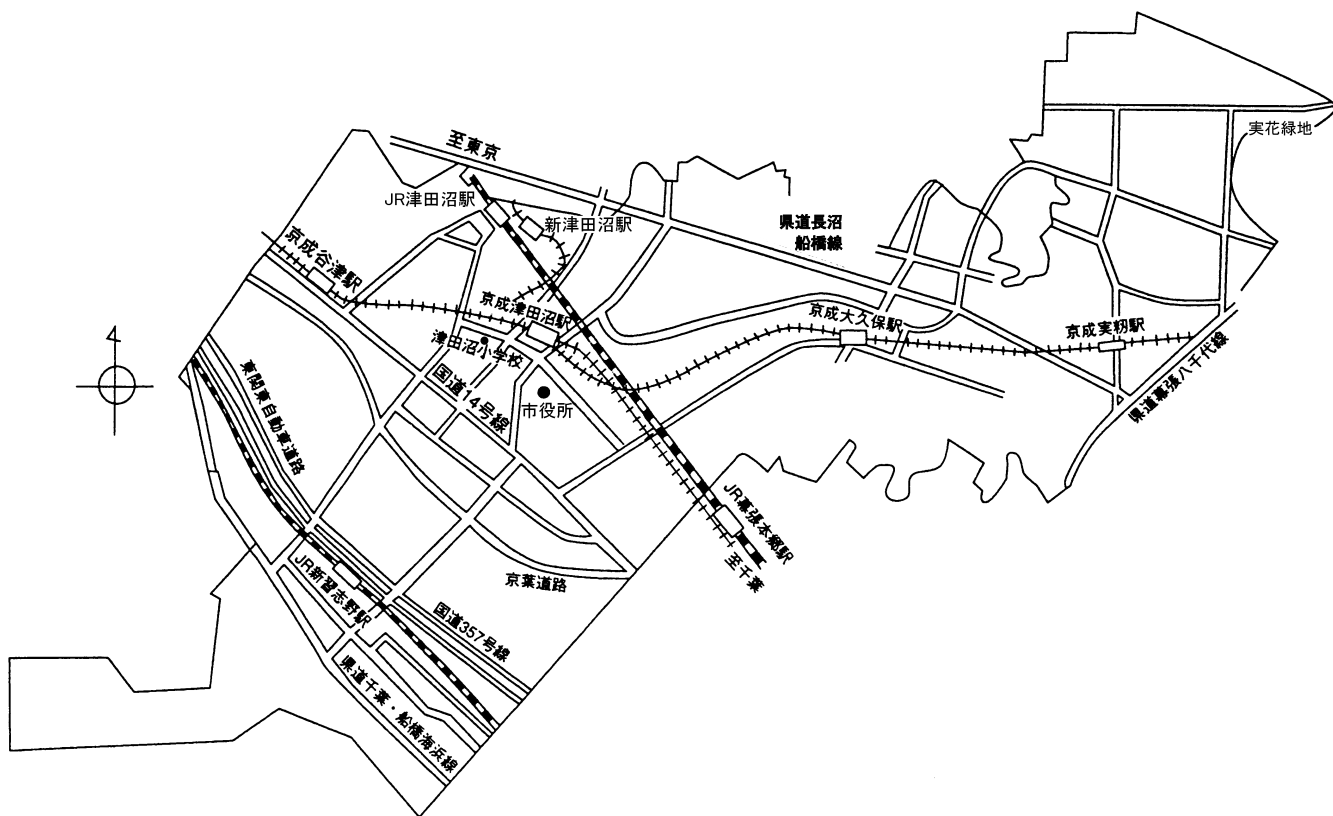 至東京
実花緑地
JR津田沼駅
新津田沼駅
県道長沼
船橋線
京成谷津駅
京成津田沼駅
京成大久保駅
京成実籾駅
津田沼小学校
国道14号線
市役所
県道幕張八千代線
東関東自動車道路
JR幕張本郷駅
至千葉
京葉道路
JR新習志野駅
国道357号線
県道千葉・船橋海浜線